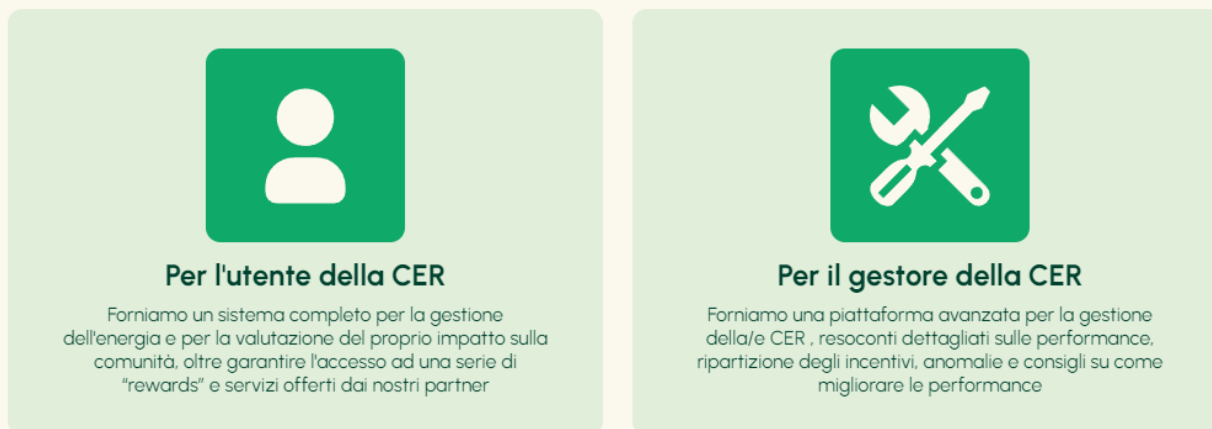 Per l'utente della CER
Forniamo un sistema completo per la gestione
dell'energia e per la valutazione del proprio impatto sulla
comunità, oltre garantire l'accesso ad una serie di
“rewards” e servizi offerti dai nostri partner
Per il gestore della CER
Forniamo una piattaforma avanzata per la gestione
della/e CER , resoconti dettagliati sulle performance,
ripartizione degli incentivi, anomalie e consigli su come
migliorare le performance